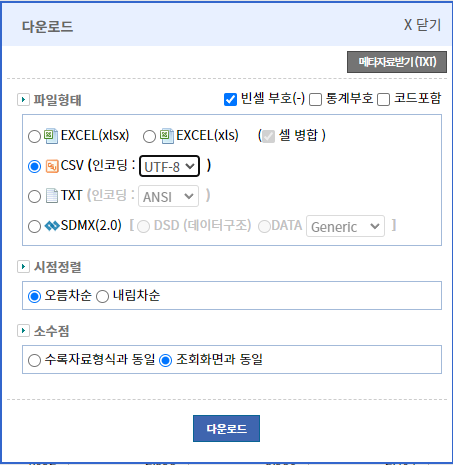 다운로드 X 닫기
메타자료받기(TXT)
파일형태 빈셀 부호(-) 통계부호 코드포함
EXCEL(xlsx) EXCEL(xls) ( 셀 병합 )
CSV (인코딩 : UTF-8 )
TXT (인코딩 : ANSI )
SDMX(2.0) [ DSD (데이터구조) DATA Generic ]
시점정렬
오름차순 내림차순
소수점
수록자료형식과 동일 조회화면과 동일
다운로드